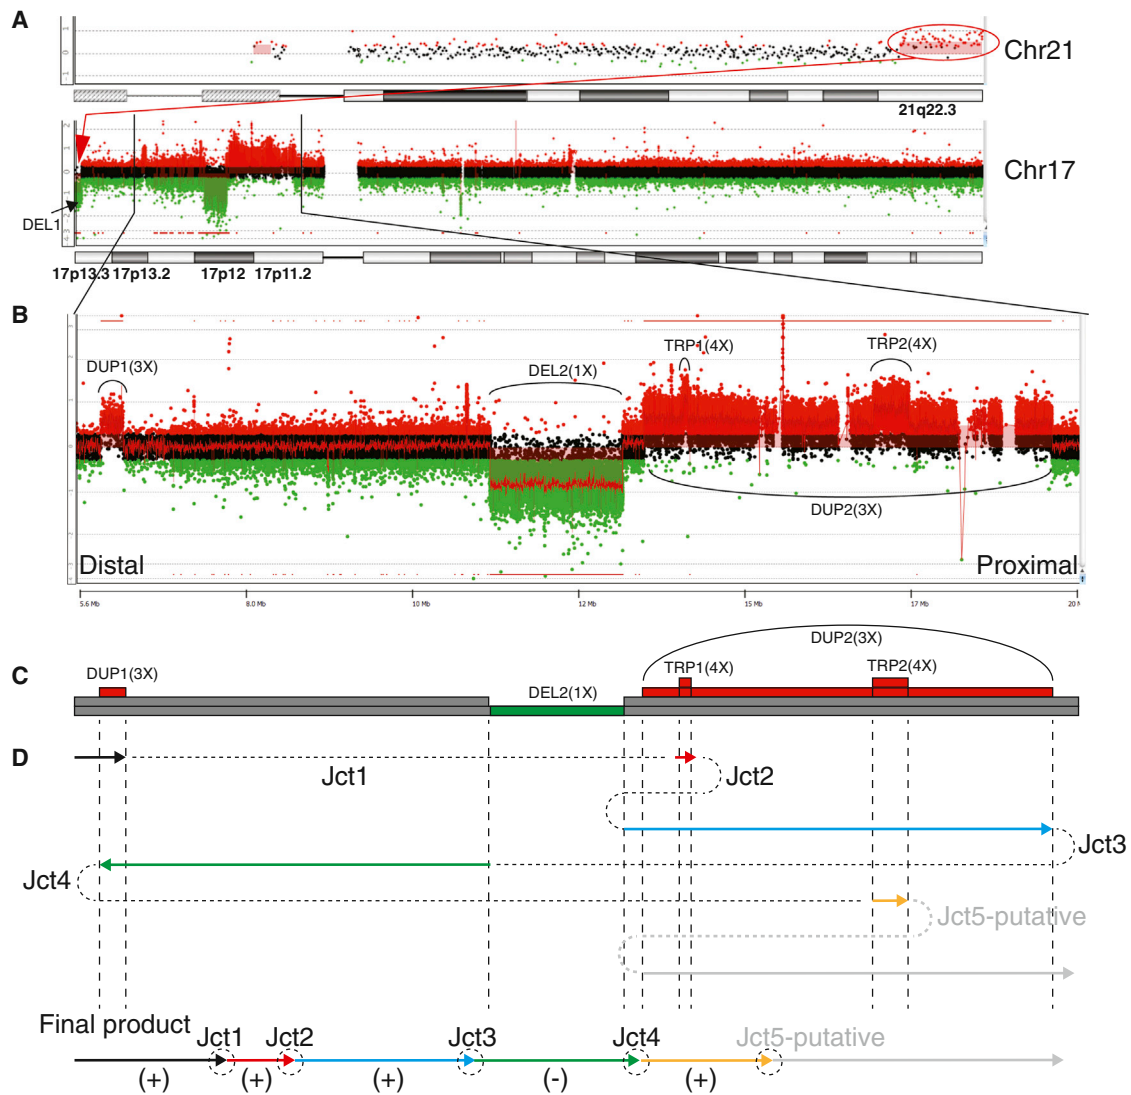 A
Chr21
21q22.3
Chr17
DEL1
17p13.3 17p13.2 17p12 17p11.2
B
DUP1(3X)
DEL2(1X)
TRP1(4X)
TRP2(4X)
DUP2(3X)
Distal
Proximal
5.6 Mb 8.0 Mb 10 Mb 12 Mb 15 Mb 17 Mb 20 M
C
DUP2(3X)
DUP1(3X)
DEL2(1X)
TRP1(4X)
TRP2(4X)
D
Jct1
Jct2
Jct3
Jct4
Jct5-putative
Final product
Jct1 Jct2 Jct3 Jct4 Jct5-putative
(+) (+) (+) (-) (+)